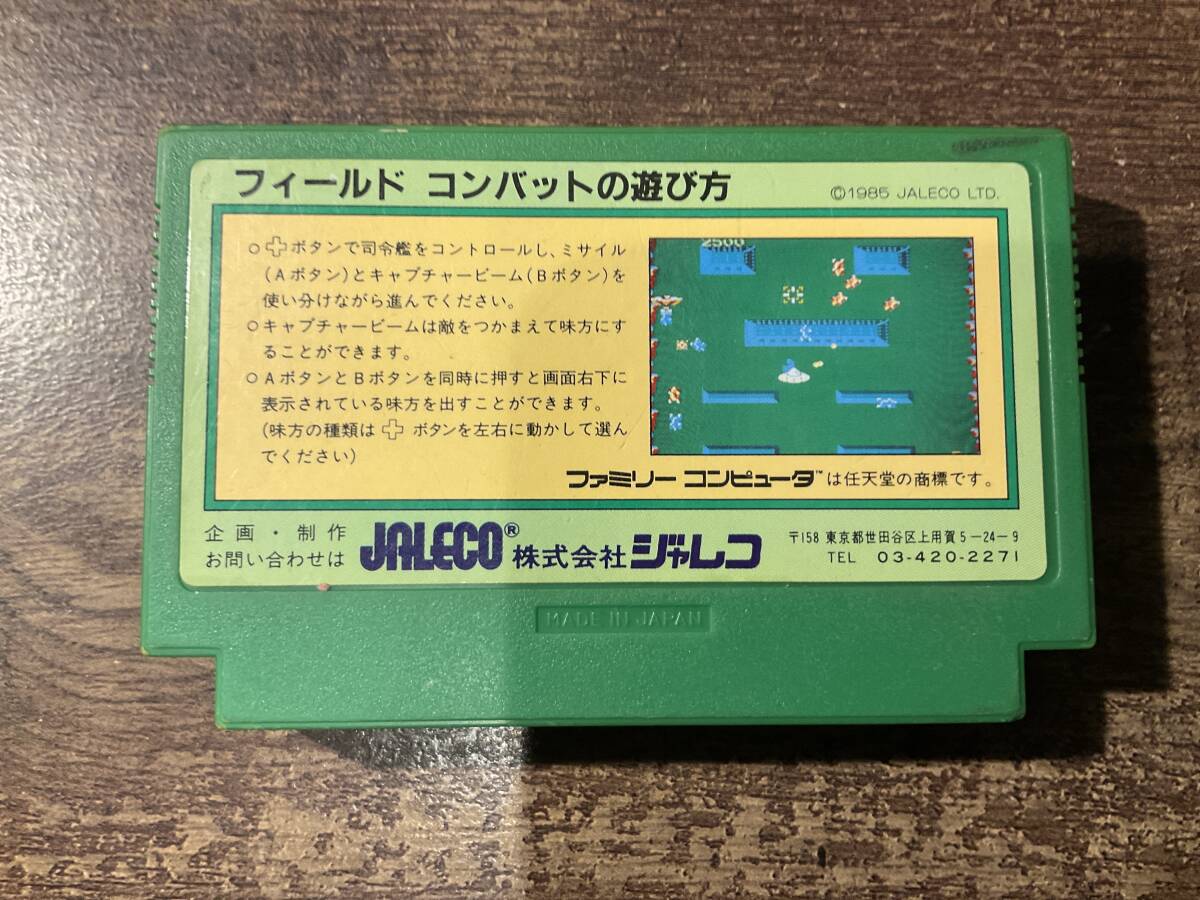 フィールド コンバットの遊び方
©1985 JALECO LTD.
○✚ボタンで司令艦をコントロールし、ミサイル
(Aボタン)とキャプチャービーム(Bボタン)を
使い分けながら進んでください。
○キャプチャービームは敵をつかまえて味方にす
ることができます。
○AボタンとBボタンを同時に押すと画面右下に
表示されている味方を出すことができます。
(味方の種類は✚ボタンを左右に動かして選ん
でください)
2500
ファミリー コンピュータ™は任天堂の商標です。
企画・制作
お問い合わせは
JALECO® 株式会社 ジャレコ
〒158 東京都世田谷区上用賀5-24-9
TEL 03-420-2271
MADE IN JAPAN